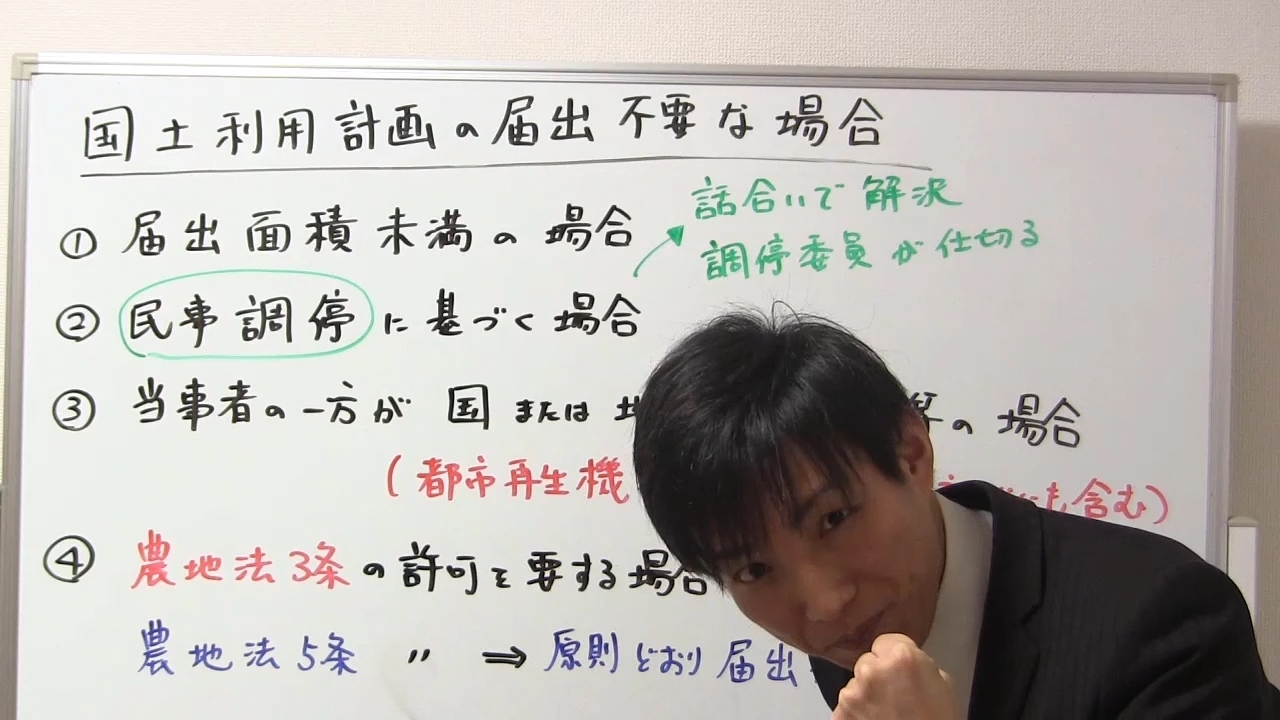 国土利用計画の届出不要な場合
① 届出面積未満の場合
話合いで解決
調停委員が仕切る
② 民事調停に基づく場合
③ 当事者の一方が国または 等の場合
(都市再生機 も含む)
④ 農地法3条の許可を要する場合
農地法5条 〃 ⇒ 原則どおり届出